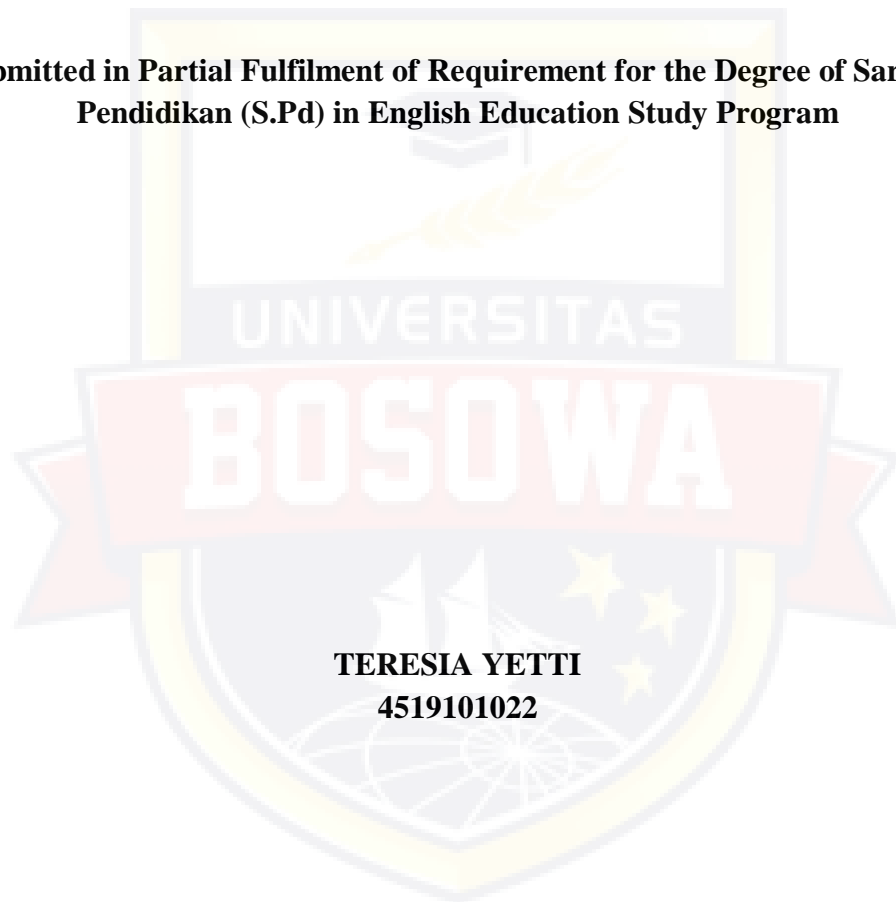 mitted in Partial Fulfilment of Requirement for the Degree of Sar
Pendidikan (S.Pd) in English Education Study Program
UNIVERSITAS
BOSOWA
TERESIA YETTI
4519101022